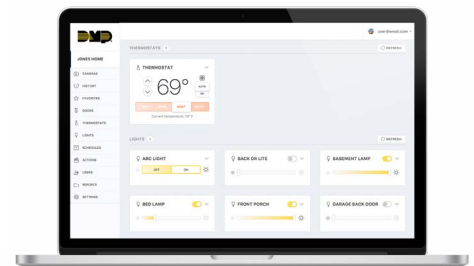 DMP
user@email.com
THERMOSTATS +
REFRESH
JONES HOME
THERMOSTAT
CAMERAS
HISTORY
69°
AUTO
ON
FAVORITES
DOORS
HEAT
THERMOSTATS
Current temperature: 70° F
LIGHTS
LIGHTS +
REFRESH
SCHEDULES
ACTIONS
ARC LIGHT
BACK DR LITE
BASEMENT LAMP
USERS
OFF
ON
REPORTS
SETTINGS
BED LAMP
FRONT PORCH
GARAGE BACK DOOR